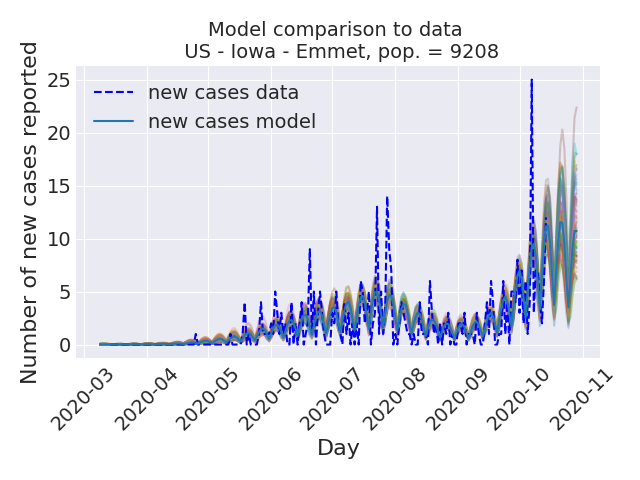 Model comparison to data
US - Iowa - Emmet, pop. = 9208
Number of new cases reported
25
20
15
10
5
0
new cases data
new cases model
2020-03
2020-04
2020-05
2020-06
2020-07
2020-08
2020-09
2020-10
2020-11
Day